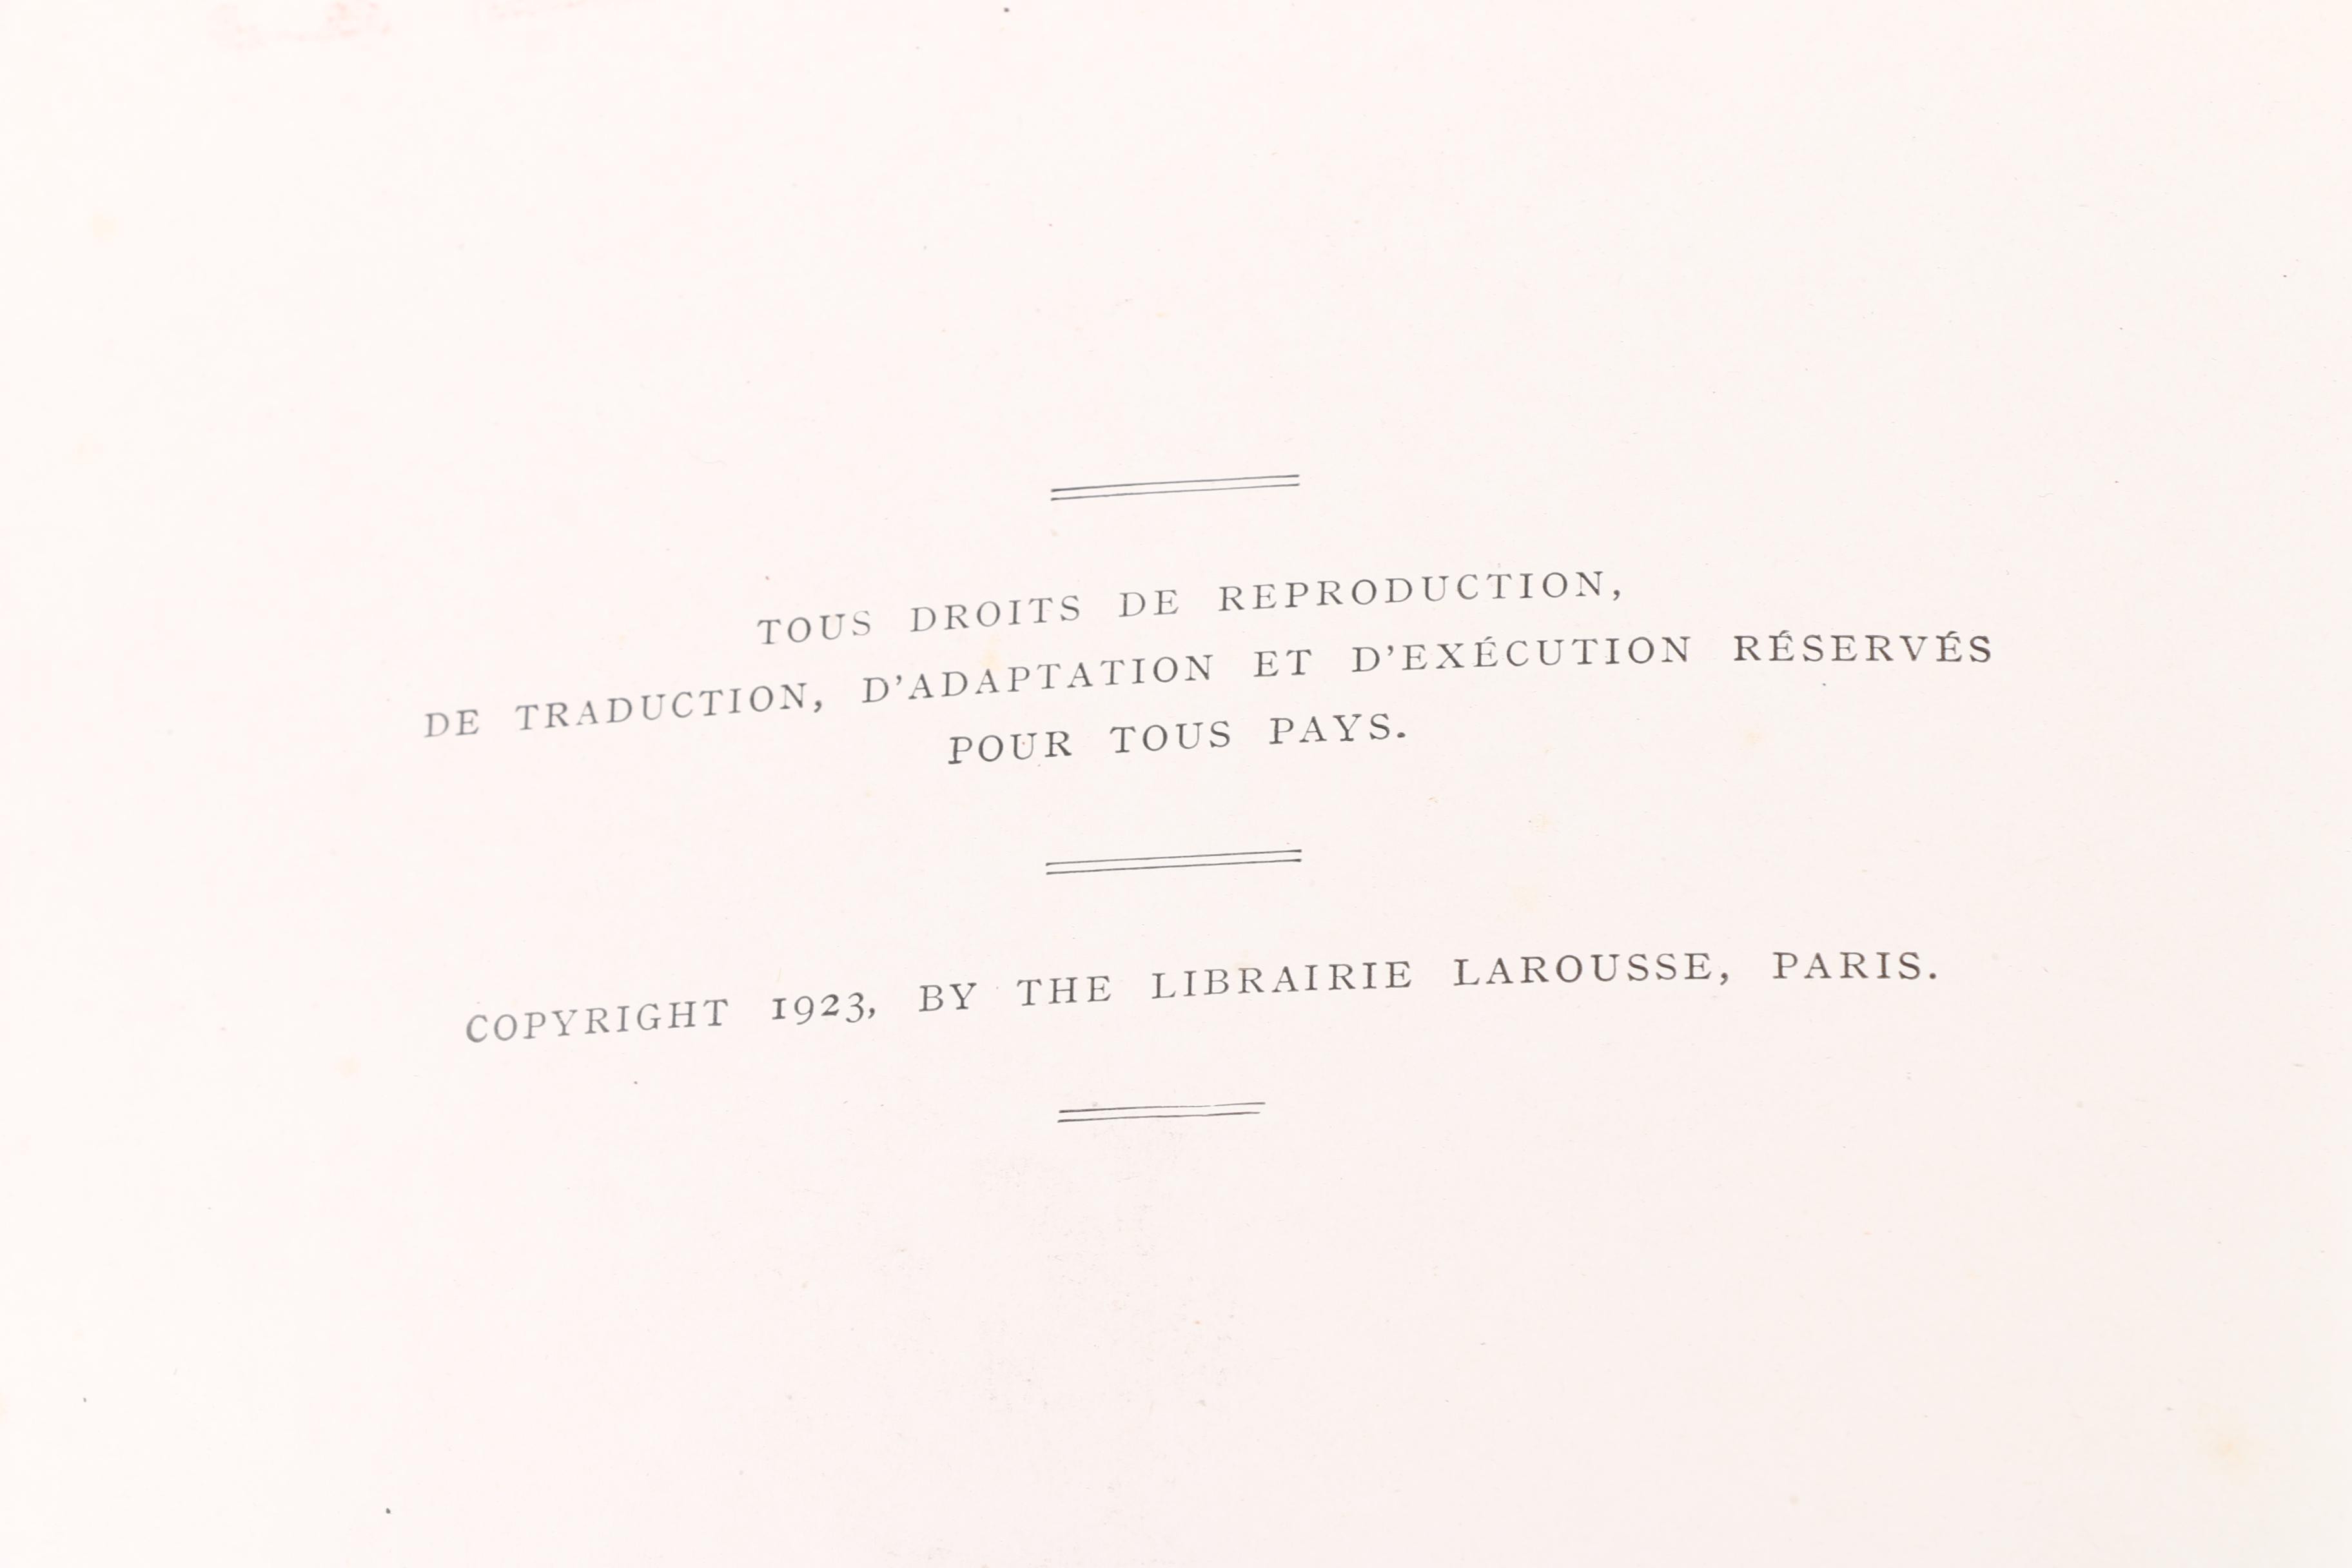 TOUS DROITS DE REPRODUCTION,
DE TRADUCTION, D'ADAPTATION ET D'EXÉCUTION RÉSERVÉS
POUR TOUS PAYS.
COPYRIGHT 1923, BY THE LIBRAIRIE LAROUSSE, PARIS.